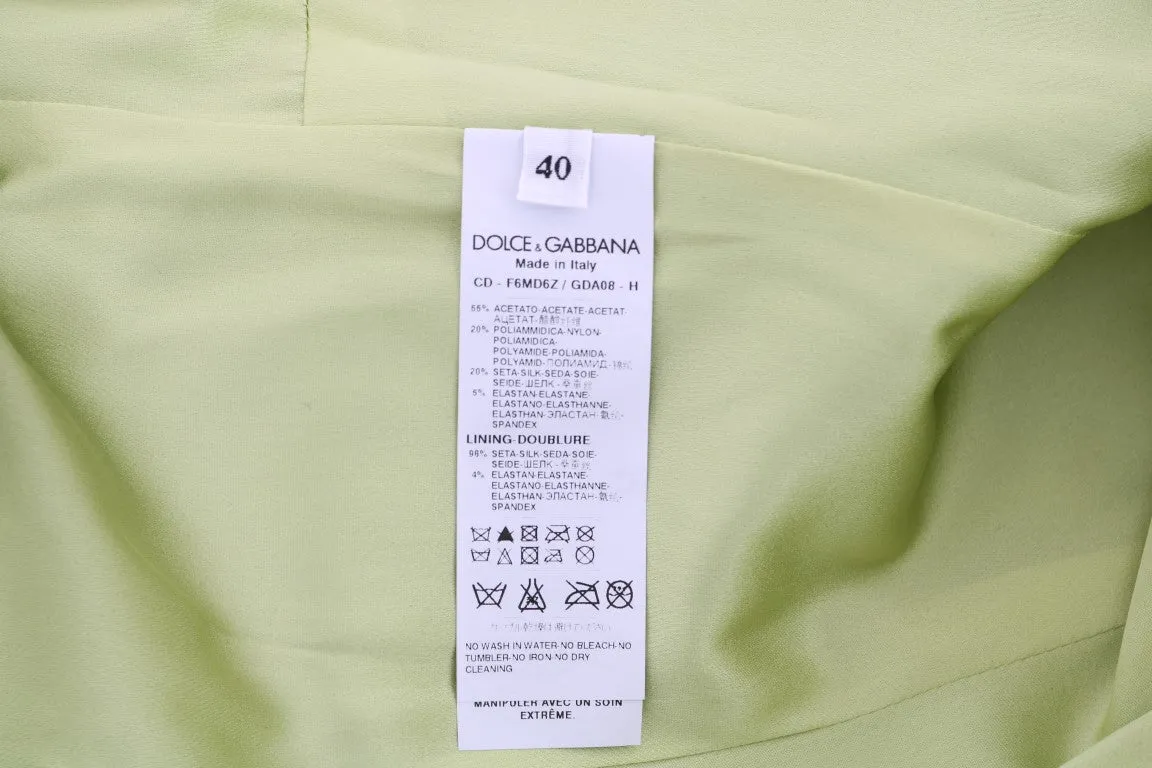 40
DOLCE & GABBANA
Made in Italy
CD - F6MD6Z / GDA08 - H
ACETATO-ACETATE-ACETAT-
АЦЕТАТ-
20% POLIAMMIDICA-NYLON-
POLIAMIDICA-
POLYAMIDE-POLIAMIDA-
POLYAMID-ПОЛИАМИД-
20% SETA-SILK-SEDA-SOIE-
SEIDE-ШЕЛК-
5% ELASTAN-ELASTANE-
ELASTANO-ELASTHANNE-
ELASTHAN-ЭЛАСТАН-
SPANDEX
LINING-DOUBLURE
SETA-SILK-SEDA-SOIE-
SEIDE-ШЕЛК-
4% ELASTAN-ELASTANE-
ELASTANO-ELASTHANNE-
ELASTHAN-ЭЛАСТАН-
SPANDEX
NO WASH IN WATER-NO BLEACH-NO
TUMBLER-NO IRON-NO DRY
CLEANING
MANIPULER AVEC UN SOIN
EXTRÊME.